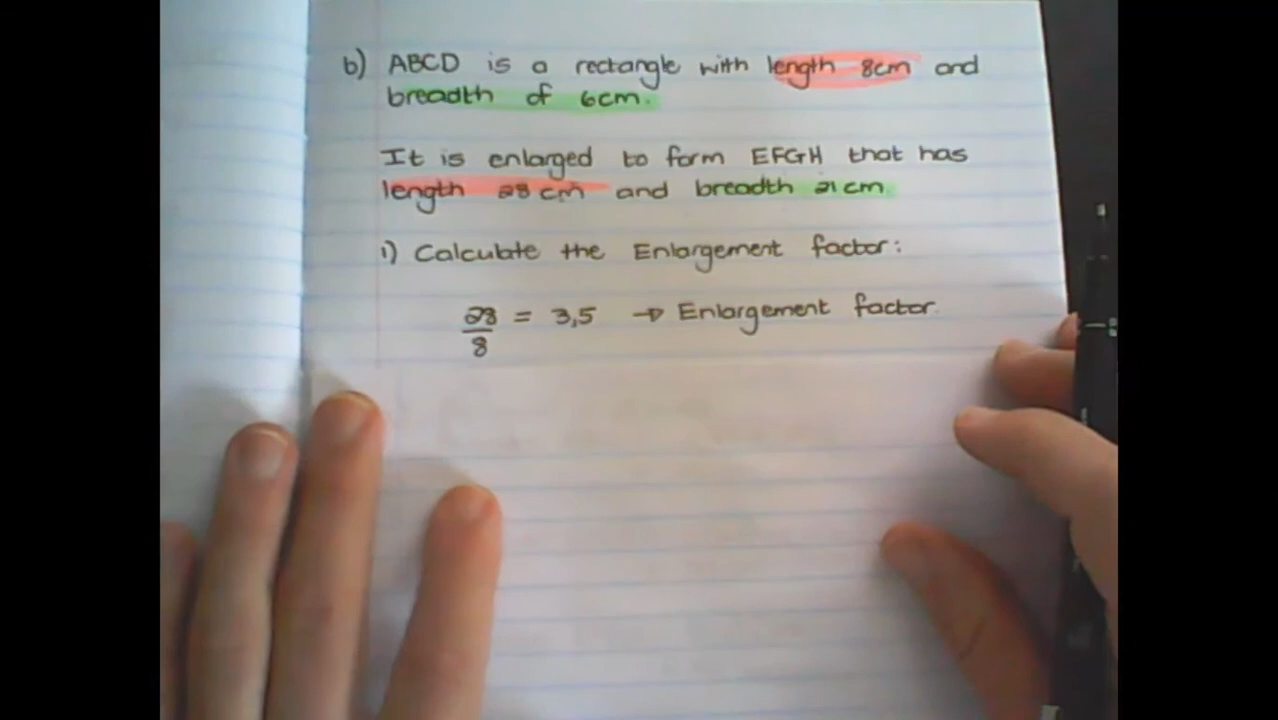 b) ABCD is a rectangle with length 8cm and
breadth of 6cm.
It is enlarged to form EFGH that has
length 28 cm and breadth 21 cm
1) Calculate the Enlargement factor:
28/8 = 3,5 → Enlargement factor.